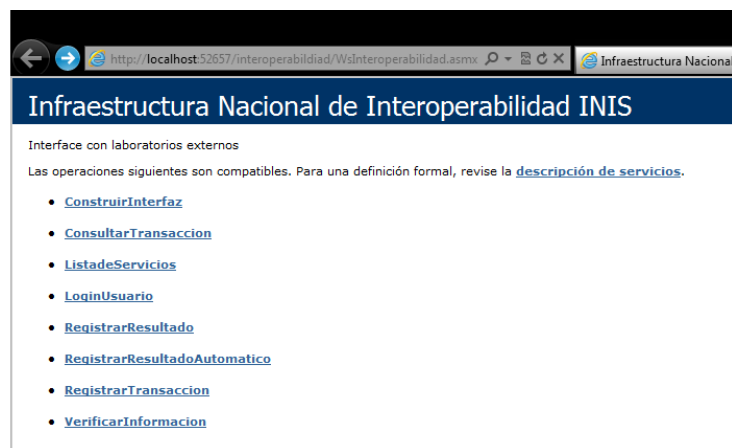 http://localhost:52657/interoperabildiad/WsInteroperabilidad.asmx
Infraestructura Nacional
Infraestructura Nacional de Interoperabilidad INIS
Interface con laboratorios externos
Las operaciones siguientes son compatibles. Para una definición formal, revise la descripción de servicios.
ConstruirInterfaz
ConsultarTransaccion
ListadeServicios
LoginUsuario
RegistrarResultado
RegistrarResultadoAutomatico
RegistrarTransaccion
VerificarInformacion